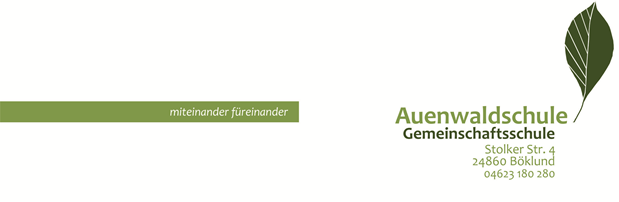 miteinander füreinander
Auenwaldschule
Gemeinschaftsschule
Stolker Str. 4
24860 Böklund
04623 180 280